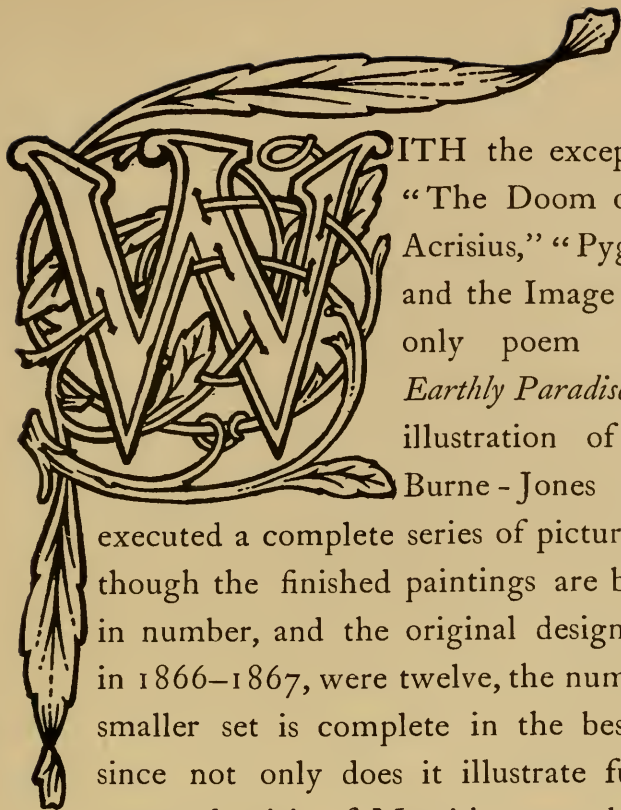 WITH the excep
"The Doom o
Acrisius," "Pyg
and the Image
only poem
Earthly Paradis
illustration of
Burne-Jones
executed a complete series of pictur
though the finished paintings are b
in number, and the original design
in 1866–1867, were twelve, the num
smaller set is complete in the bes
since not only does it illustrate fu